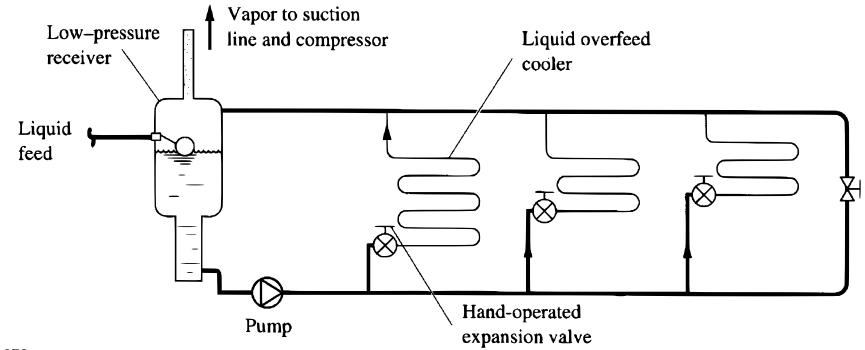 Vapor to suction
line and compressor
Low–pressure
receiver
Liquid overfeed
cooler
Liquid
feed
Hand-operated
expansion valve
Pump